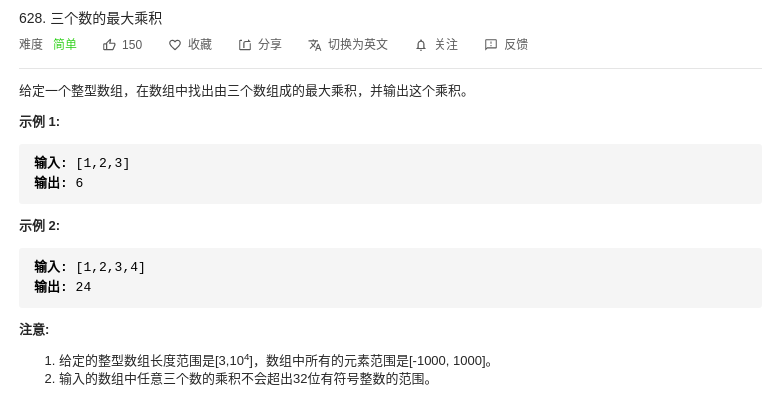 628. 三个数的最大乘积
难度 简单 150 收藏 分享 切换为英文 关注 反馈
给定一个整型数组，在数组中找出由三个数组成的最大乘积，并输出这个乘积。
示例 1:
输入: [1,2,3]
输出: 6
示例 2:
输入: [1,2,3,4]
输出: 24
注意:
1. 给定的整型数组长度范围是[3,10⁴]，数组中所有的元素范围是[-1000, 1000]。
2. 输入的数组中任意三个数的乘积不会超出32位有符号整数的范围。